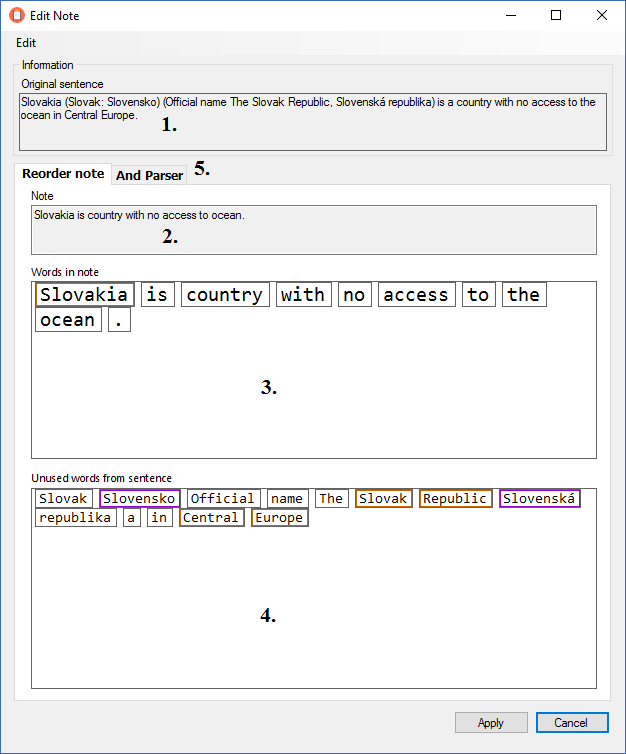 Edit Note
Edit
Information
Original sentence
Slovakia (Slovak: Slovensko) (Official name The Slovak Republic, Slovenská republika) is a country with no access to the
ocean in Central Europe.
1.
Reorder note And Parser 5.
Note
Slovakia is country with no access to ocean.
2.
Words in note
Slovakia is country with no access to the
ocean .
3.
Unused words from sentence
Slovak Slovensko Official name The Slovak Republic Slovenská
republika a in Central Europe
4.
Apply Cancel